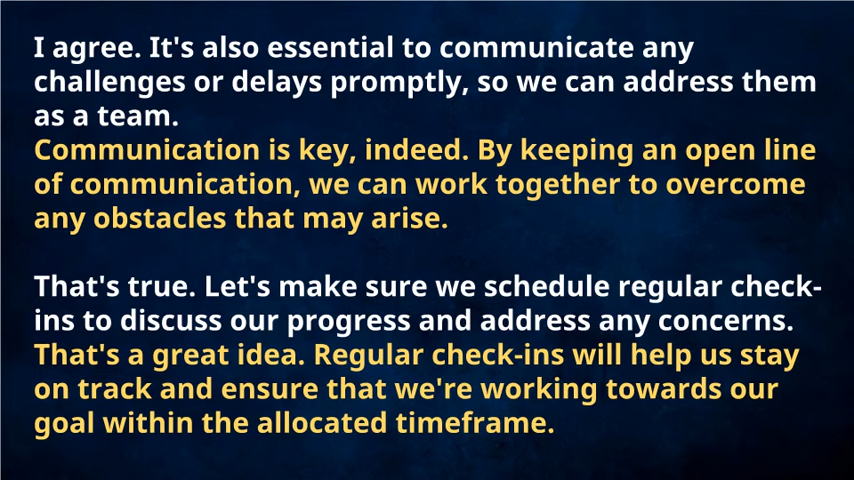 I agree. It's also essential to communicate any
challenges or delays promptly, so we can address them
as a team.
Communication is key, indeed. By keeping an open line
of communication, we can work together to overcome
any obstacles that may arise.
That's true. Let's make sure we schedule regular check-
ins to discuss our progress and address any concerns.
That's a great idea. Regular check-ins will help us stay
on track and ensure that we're working towards our
goal within the allocated timeframe.